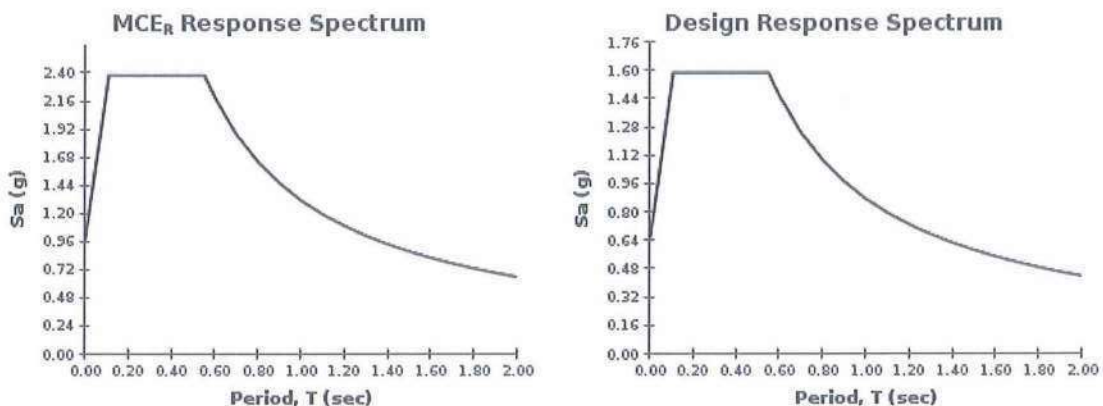 MCER Response Spectrum
Sa (g)
2.40
2.16
1.92
1.68
1.44
1.20
0.96
0.72
0.48
0.24
0.00
0.00 0.20 0.40 0.60 0.80 1.00 1.20 1.40 1.60 1.80 2.00
Period, T (sec)
Design Response Spectrum
Sa (g)
1.76
1.60
1.44
1.28
1.12
0.96
0.80
0.64
0.48
0.32
0.16
0.00
0.00 0.20 0.40 0.60 0.80 1.00 1.20 1.40 1.60 1.80 2.00
Period, T (sec)